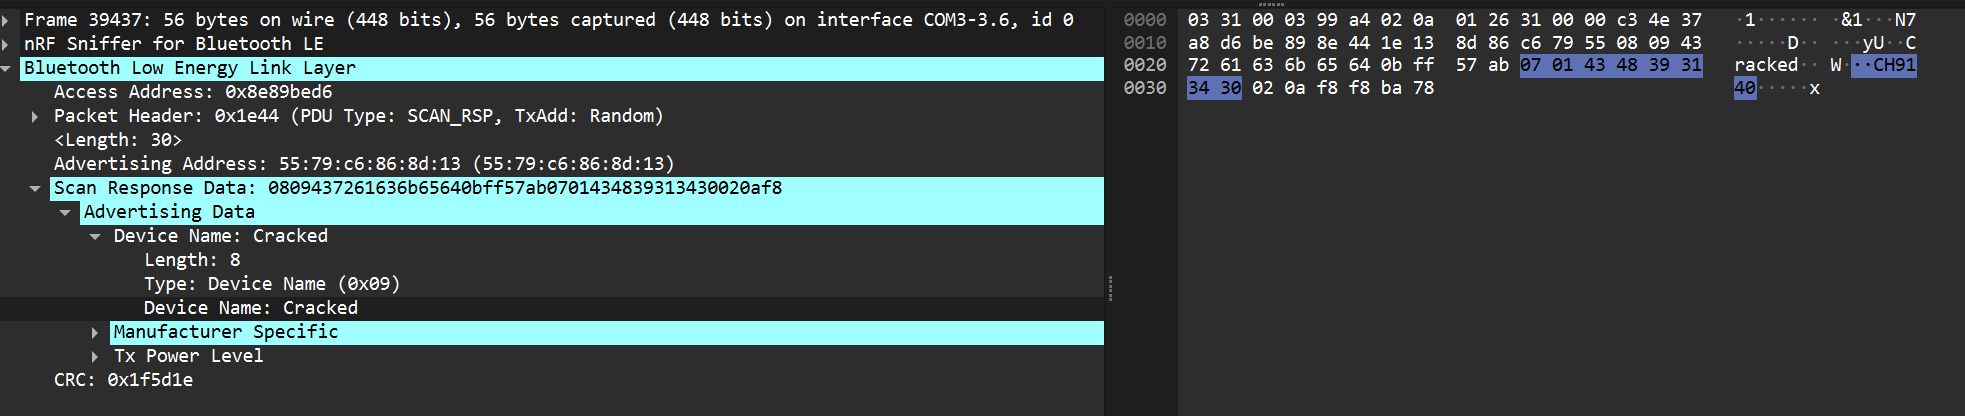 Frame 39437: 56 bytes on wire (448 bits), 56 bytes captured (448 bits) on interface COM3-3.6, id 0
nRF Sniffer for Bluetooth LE
Bluetooth Low Energy Link Layer
Access Address: 0x8e89bed6
Packet Header: 0x1e44 (PDU Type: SCAN_RSP, TxAdd: Random)
<Length: 30>
Advertising Address: 55:79:c6:86:8d:13 (55:79:c6:86:8d:13)
Scan Response Data: 0809437261636b65640bff57ab0701434839313430020af8
Advertising Data
Device Name: Cracked
Length: 8
Type: Device Name (0x09)
Device Name: Cracked
Manufacturer Specific
Tx Power Level
CRC: 0x1f5d1e
0000 03 31 00 03 99 a4 02 0a 01 26 31 00 00 c3 4e 37 ·1······ ·&1···N7
0010 a8 d6 be 89 8e 44 1e 13 8d 86 c6 79 55 08 09 43 ·····D·· ···yU··C
0020 72 61 63 6b 65 64 0b ff 57 ab 07 01 43 48 39 31 racked·· W···CH91
0030 34 30 02 0a f8 f8 ba 78 40·····x